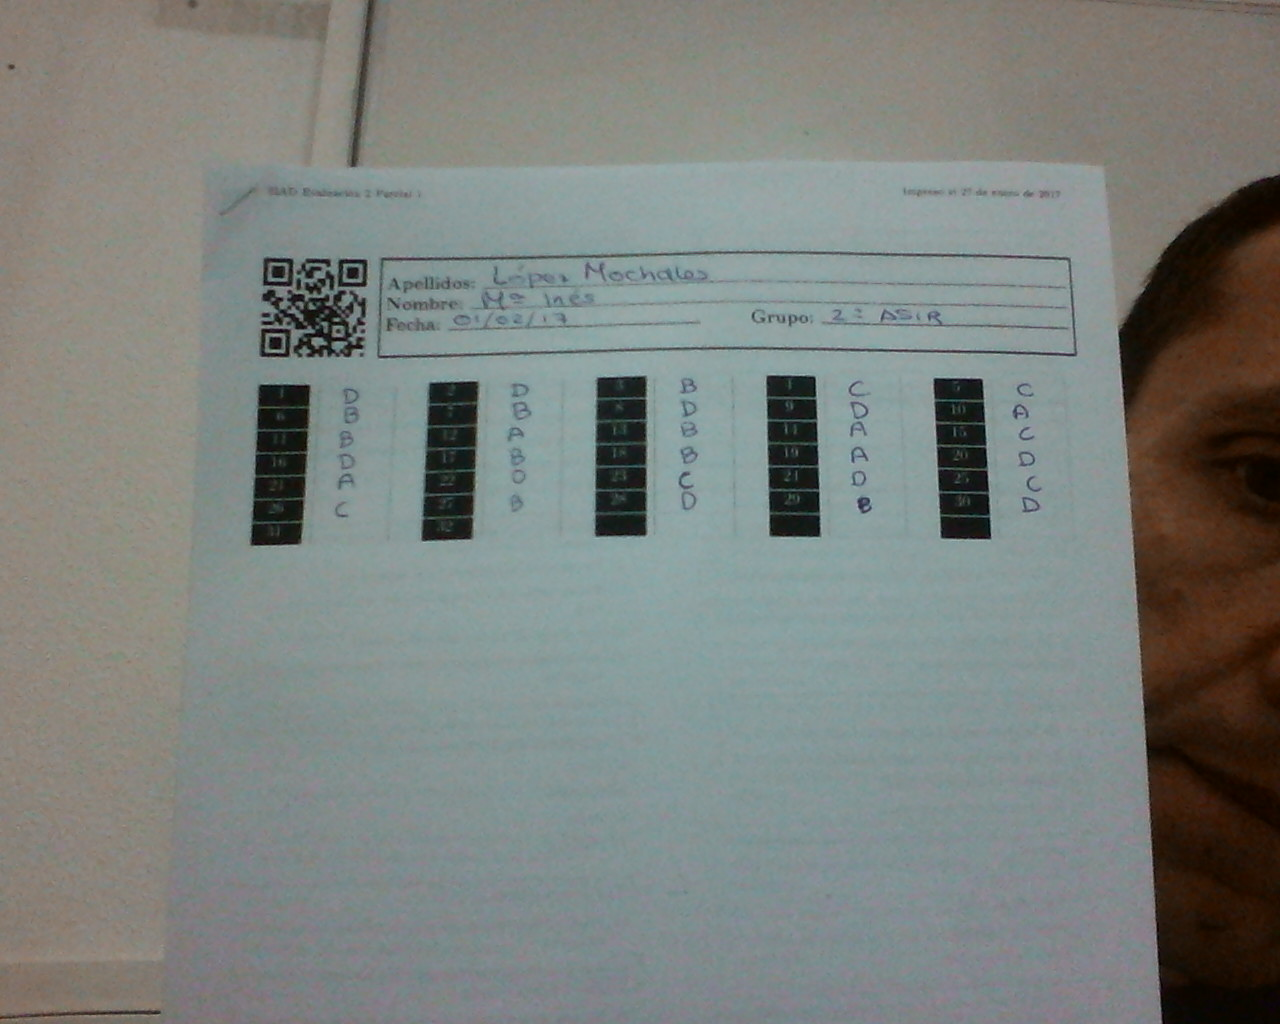 SIAD Evaluación 2 Parcial 1 Impreso el 27 de enero de 2017
Apellidos: López Mochales
Nombre: Mª Inés
Fecha: 01/02/17 Grupo: 2º ASIR
1 D 2 D 3 B 4 C 5 C
6 B 7 B 8 D 9 D 10 A
11 B 12 A 13 B 14 A 15 C
16 D 17 B 18 B 19 A 20 D
21 A 22 D 23 C 24 D 25 C
26 C 27 B 28 D 29 B 30 D
31 32